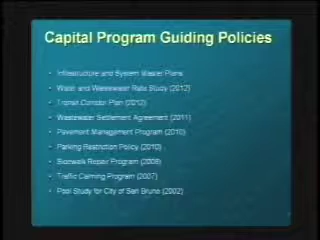 Capital Program Guiding Policies
• Infrastructure and System Master Plans
• Water and Wastewater Rate Study (2012)
• Transit Corridor Plan (2012)
• Wastewater Settlement Agreement (2011)
• Pavement Management Program (2010)
• Parking Restriction Policy (2010)
• Sidewalk Repair Program (2008)
• Traffic Calming Program (2007)
• Pool Study for City of San Bruno (2002)